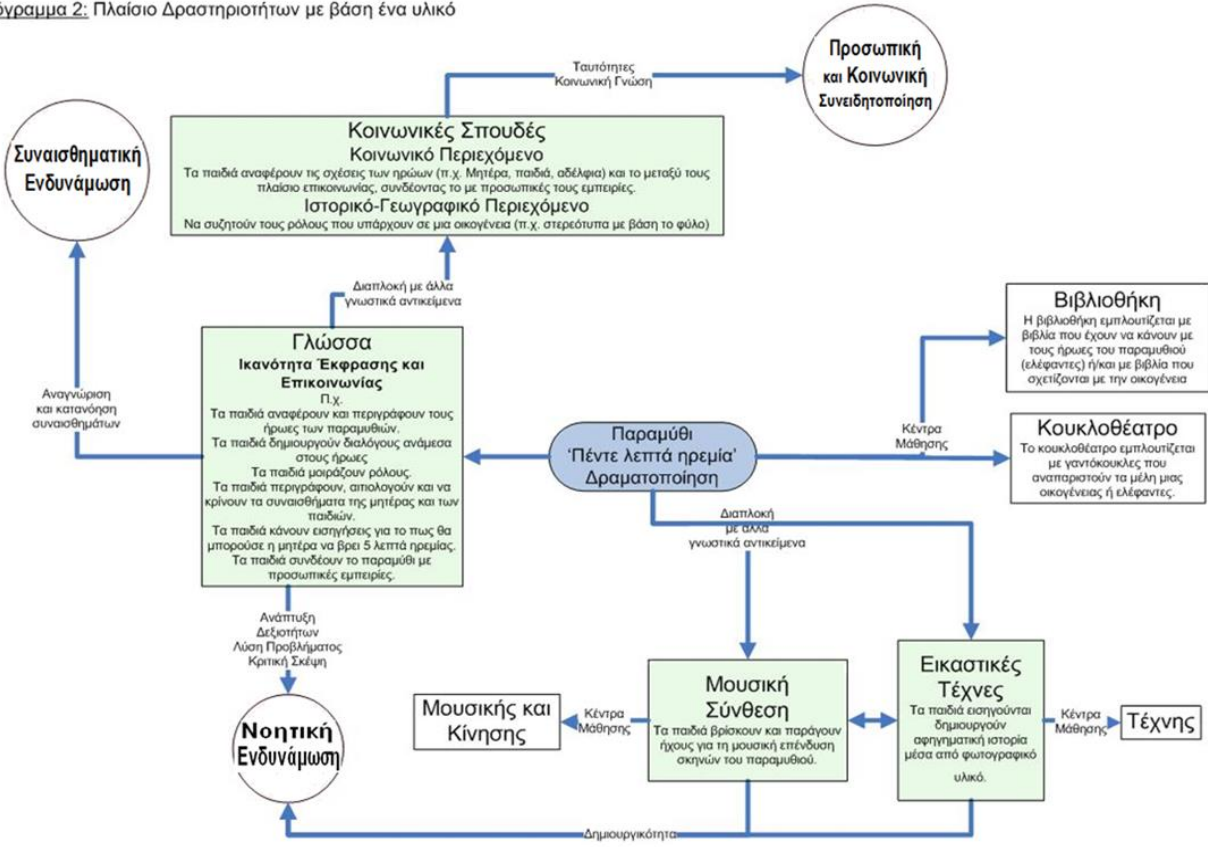 όγραμμα 2: Πλαίσιο Δραστηριοτήτων με βάση ένα υλικό
Προσωπική
και Κοινωνική
Συνειδητοποίηση
Ταυτότητες
Κοινωνική Γνώση
Συναισθηματική
Ενδυνάμωση
Κοινωνικές Σπουδές
Κοινωνικό Περιεχόμενο
Τα παιδιά αναφέρουν τις σχέσεις των ηρώων (π.χ. Μητέρα, παιδιά, αδέλφια) και το μεταξύ τους
πλαίσιο επικοινωνίας, συνδέοντας το με προσωπικές τους εμπειρίες.
Ιστορικό-Γεωγραφικό Περιεχόμενο
Να συζητούν τους ρόλους που υπάρχουν σε μια οικογένεια (π.χ. στερεότυπα με βάση το φύλο)
Διαπλοκή με άλλα
γνωστικά αντικείμενα
Γλώσσα
Ικανότητα Έκφρασης και
Επικοινωνίας
Π.χ.
Τα παιδιά αναφέρουν και περιγράφουν τους
ήρωες των παραμυθιών.
Τα παιδιά δημιουργούν διαλόγους ανάμεσα
στους ήρωες
Τα παιδιά μοιράζουν ρόλους.
Τα παιδιά περιγράφουν, αιτιολογούν και να
κρίνουν τα συναισθήματα της μητέρας και των
παιδιών.
Τα παιδιά κάνουν εισηγήσεις για το πως θα
μπορούσε η μητέρα να βρει 5 λεπτά ηρεμίας.
Τα παιδιά συνδέουν το παραμύθι με
προσωπικές εμπειρίες.
Αναγνώριση
και κατανόηση
συναισθημάτων
Παραμύθι
‘Πέντε λεπτά ηρεμία’
Δραματοποίηση
Κέντρα
Μάθησης
Βιβλιοθήκη
Η βιβλιοθήκη εμπλουτίζεται με
βιβλία που έχουν να κάνουν με
τους ήρωες του παραμυθιού
(ελέφαντες) ή/και με βιβλία που
σχετίζονται με την οικογένεια
Κουκλοθέατρο
Το κουκλοθέατρο εμπλουτίζεται
με γαντόκουκλες που
αναπαριστούν τα μέλη μιας
οικογένειας ή ελέφαντες.
Διαπλοκή
με άλλα
γνωστικά αντικείμενα
Ανάπτυξη
Δεξιοτήτων
Λύση Προβλήματος
Κριτική Σκέψη
Νοητική
Ενδυνάμωση
Μουσικής και
Κίνησης
Κέντρα
Μάθησης
Μουσική
Σύνθεση
Τα παιδιά βρίσκουν και παράγουν
ήχους για τη μουσική επένδυση
σκηνών του παραμυθιού.
Εικαστικές
Τέχνες
Τα παιδιά εισηγούνται
δημιουργούν
αφηγηματική ιστορία
μέσα από φωτογραφικό
υλικό.
Κέντρα
Μάθησης
Τέχνης
Δημιουργικότητα